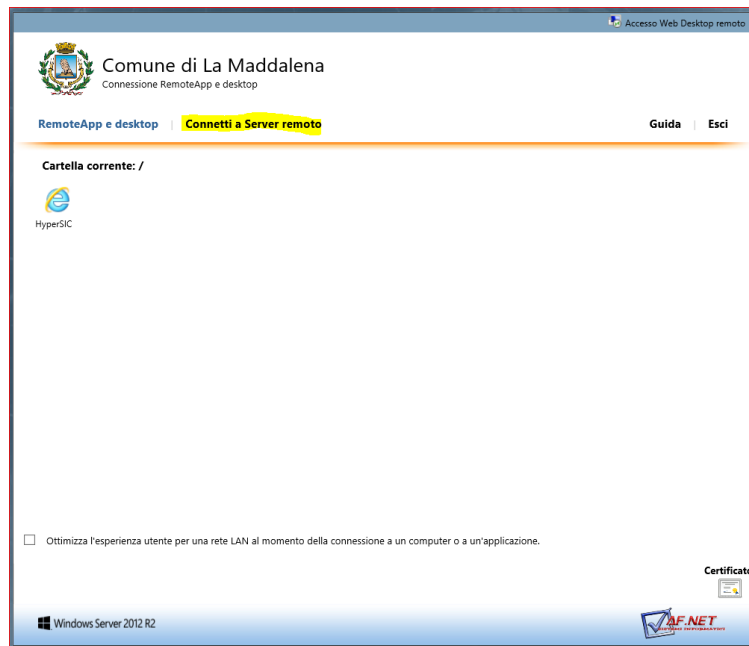 Accesso Web Desktop remoto
Comune di La Maddalena
Connessione RemoteApp e desktop
RemoteApp e desktop | Connetti a Server remoto
Guida | Esci
Cartella corrente: /
HyperSIC
Ottimizza l'esperienza utente per una rete LAN al momento della connessione a un computer o a un'applicazione.
Certificato
Windows Server 2012 R2
AF.NET